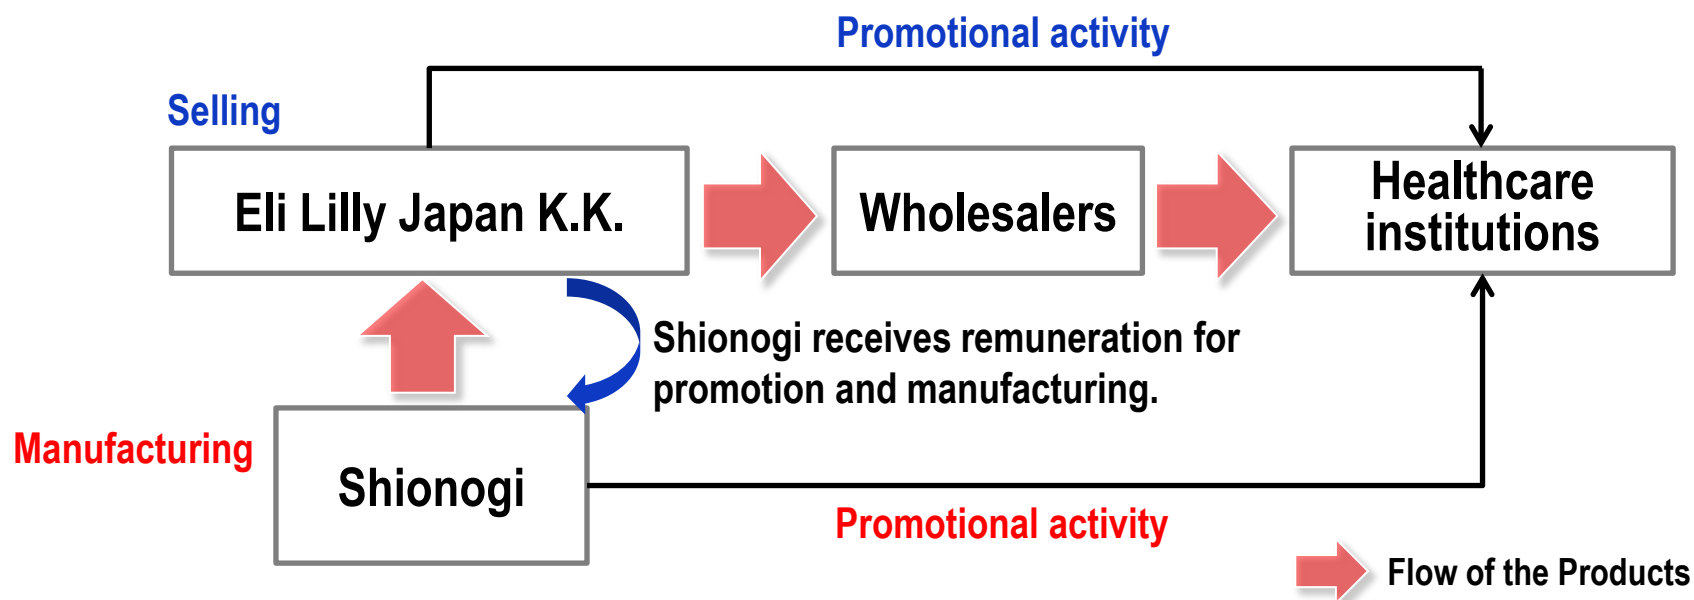 Promotional activity
Selling
Eli Lilly Japan K.K.
Wholesalers
Healthcare
institutions
Shionogi receives remuneration for
promotion and manufacturing.
Manufacturing
Shionogi
Promotional activity
Flow of the Products